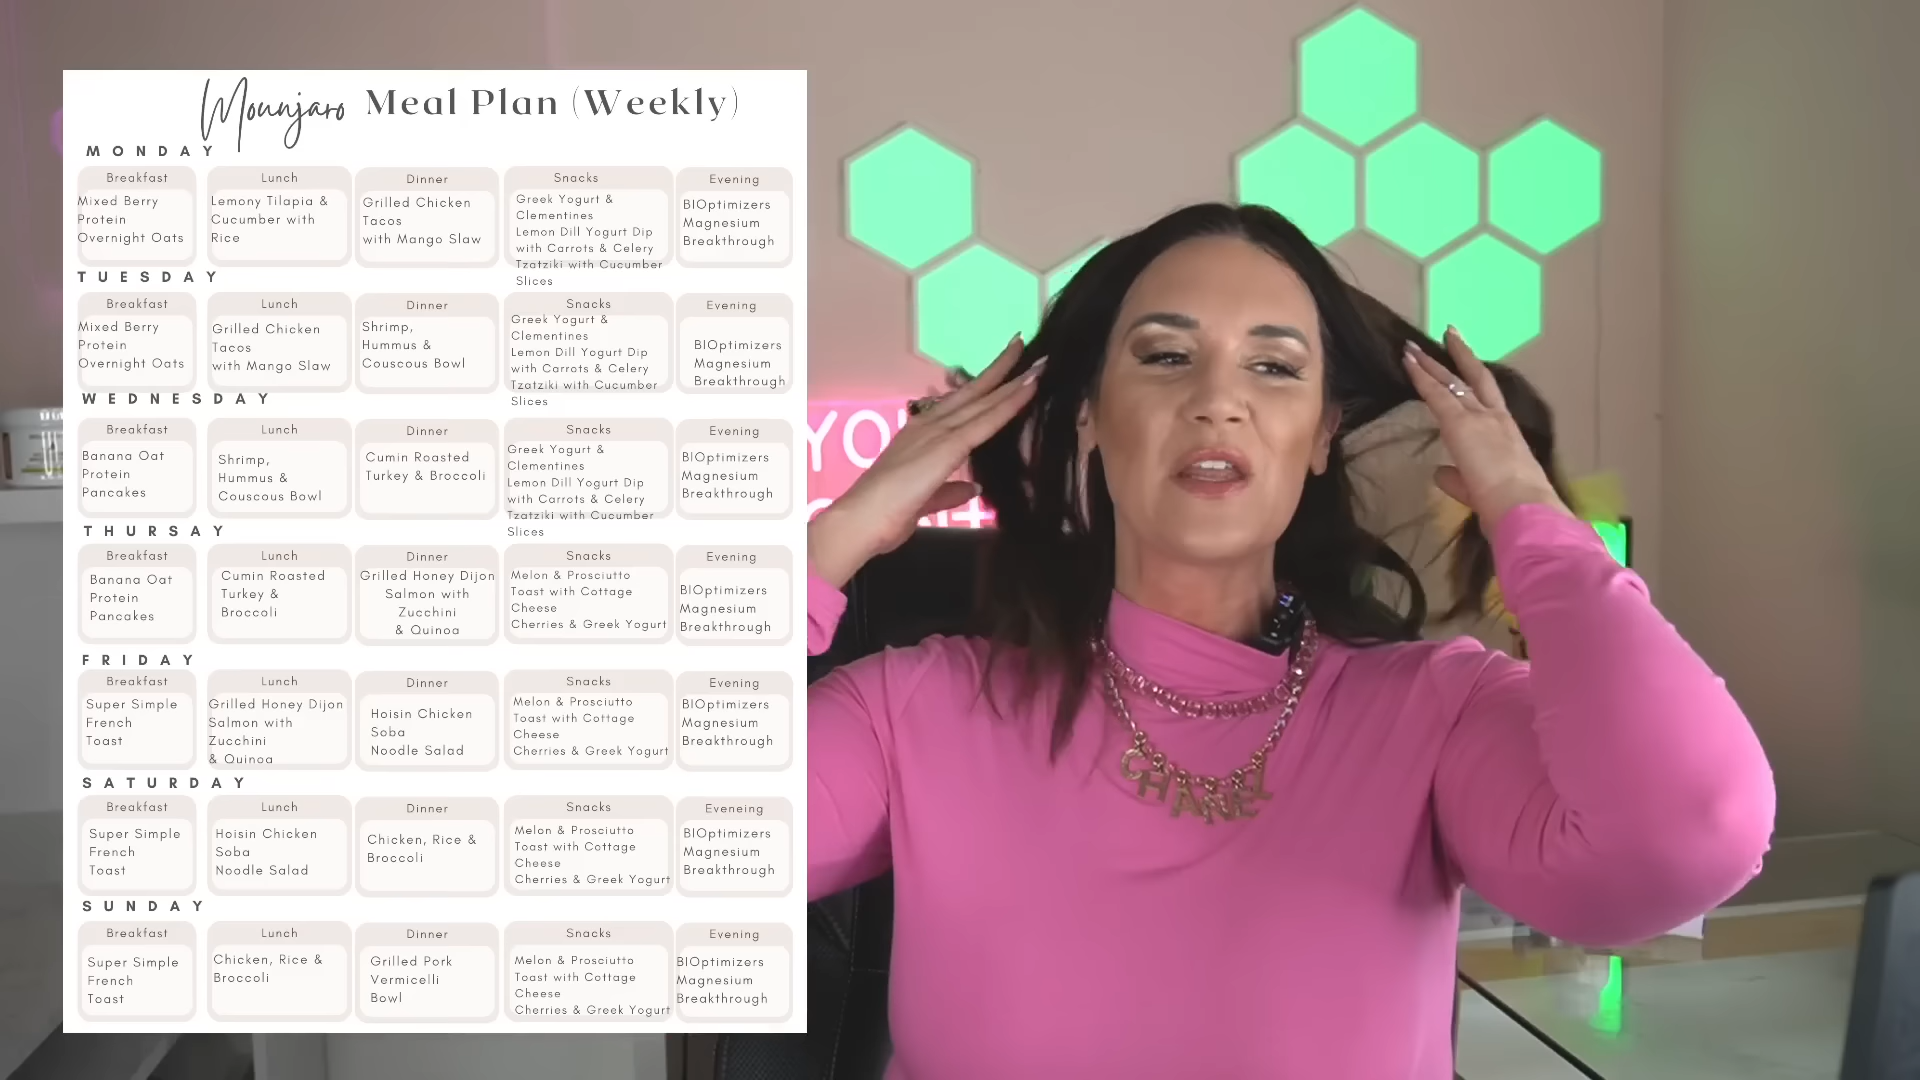 Mounjaro Meal Plan (Weekly)
MONDAY
Breakfast
Mixed Berry
Protein
Overnight Oats
Lunch
Lemony Tilapia &
Cucumber with
Rice
Dinner
Grilled Chicken
Tacos
with Mango Slaw
Snacks
Greek Yogurt &
Clementines
Lemon Dill Yogurt Dip
with Carrots & Celery
Tzatziki with Cucumber
Slices
Evening
BIOptimizers
Magnesium
Breakthrough
TUESDAY
Breakfast
Mixed Berry
Protein
Overnight Oats
Lunch
Grilled Chicken
Tacos
with Mango Slaw
Dinner
Shrimp,
Hummus &
Couscous Bowl
Snacks
Greek Yogurt &
Clementines
Lemon Dill Yogurt Dip
with Carrots & Celery
Tzatziki with Cucumber
Slices
Evening
BIOptimizers
Magnesium
Breakthrough
WEDNESDAY
Breakfast
Banana Oat
Protein
Pancakes
Lunch
Shrimp,
Hummus &
Couscous Bowl
Dinner
Cumin Roasted
Turkey & Broccoli
Snacks
Greek Yogurt &
Clementines
Lemon Dill Yogurt Dip
with Carrots & Celery
Tzatziki with Cucumber
Slices
Evening
BIOptimizers
Magnesium
Breakthrough
THURSAY
Breakfast
Banana Oat
Protein
Pancakes
Lunch
Cumin Roasted
Turkey &
Broccoli
Dinner
Grilled Honey Dijon
Salmon with
Zucchini
& Quinoa
Snacks
Melon & Prosciutto
Toast with Cottage
Cheese
Cherries & Greek Yogurt
Evening
BIOptimizers
Magnesium
Breakthrough
FRIDAY
Breakfast
Super Simple
French
Toast
Lunch
Grilled Honey Dijon
Salmon with
Zucchini
& Quinoa
Dinner
Hoisin Chicken
Soba
Noodle Salad
Snacks
Melon & Prosciutto
Toast with Cottage
Cheese
Cherries & Greek Yogurt
Evening
BIOptimizers
Magnesium
Breakthrough
SATURDAY
Breakfast
Super Simple
French
Toast
Lunch
Hoisin Chicken
Soba
Noodle Salad
Dinner
Chicken, Rice &
Broccoli
Snacks
Melon & Prosciutto
Toast with Cottage
Cheese
Cherries & Greek Yogurt
Eveneing
BIOptimizers
Magnesium
Breakthrough
SUNDAY
Breakfast
Super Simple
French
Toast
Lunch
Chicken, Rice &
Broccoli
Dinner
Grilled Pork
Vermicelli
Bowl
Snacks
Melon & Prosciutto
Toast with Cottage
Cheese
Cherries & Greek Yogurt
Evening
BIOptimizers
Magnesium
Breakthrough
CHANEL